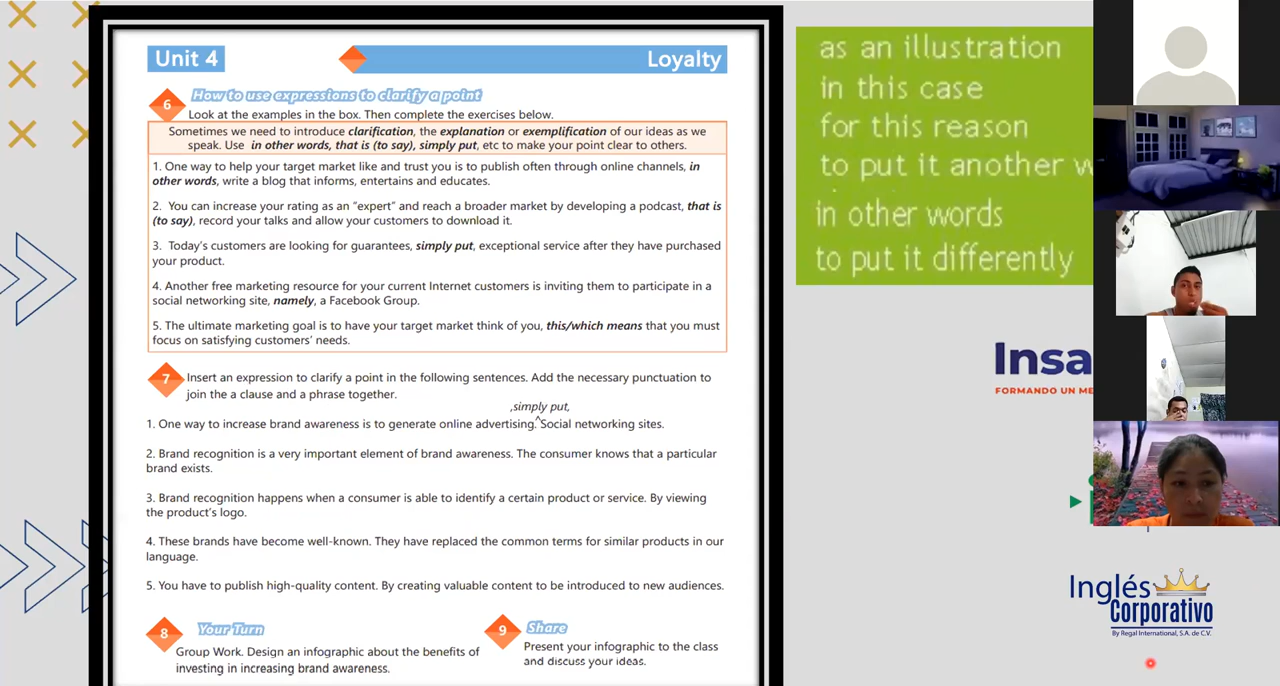 Unit 4
Loyalty
6
How to use expressions to clarify a point
Look at the examples in the box. Then complete the exercises below.
Sometimes we need to introduce clarification, the explanation or exemplification of our ideas as we
speak. Use in other words, that is (to say), simply put, etc to make your point clear to others.
1. One way to help your target market like and trust you is to publish often through online channels, in
other words, write a blog that informs, entertains and educates.
2. You can increase your rating as an “expert” and reach a broader market by developing a podcast, that is
(to say), record your talks and allow your customers to download it.
3. Today’s customers are looking for guarantees, simply put, exceptional service after they have purchased
your product.
4. Another free marketing resource for your current Internet customers is inviting them to participate in a
social networking site, namely, a Facebook Group.
5. The ultimate marketing goal is to have your target market think of you, this/which means that you must
focus on satisfying customers’ needs.
7
Insert an expression to clarify a point in the following sentences. Add the necessary punctuation to
join the a clause and a phrase together.
,simply put,
1. One way to increase brand awareness is to generate online advertising.^Social networking sites.
2. Brand recognition is a very important element of brand awareness. The consumer knows that a particular
brand exists.
3. Brand recognition happens when a consumer is able to identify a certain product or service. By viewing
the product’s logo.
4. These brands have become well-known. They have replaced the common terms for similar products in our
language.
5. You have to publish high-quality content. By creating valuable content to be introduced to new audiences.
8
Your Turn
Group Work. Design an infographic about the benefits of
investing in increasing brand awareness.
9
Share
Present your infographic to the class
and discuss your ideas.
as an illustration
in this case
for this reason
to put it another w
in other words
to put it differently
Insa
FORMANDO UN ME
Inglés
Corporativo
By Regal International, S.A. de C.V.